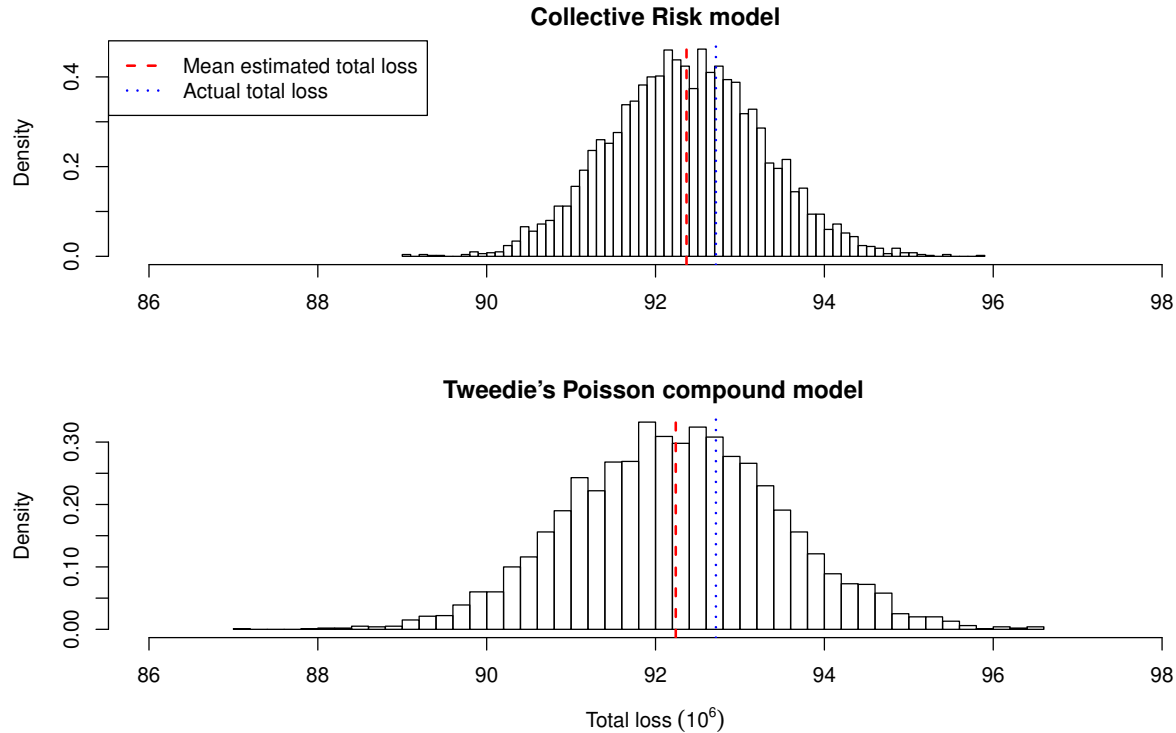 Collective Risk model
Mean estimated total loss
Actual total loss
Density
0.0 0.2 0.4
86 88 90 92 94 96 98
Tweedie's Poisson compound model
Density
0.00 0.10 0.20 0.30
86 88 90 92 94 96 98
Total loss (10⁶)